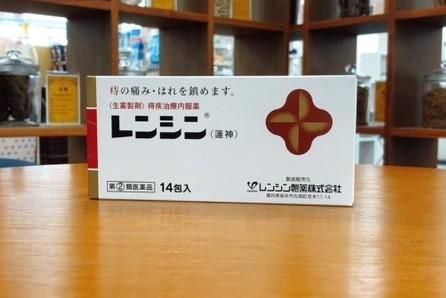 痔の痛み・はれを鎮めます。
〈生薬製剤〉痔疾治療内服薬
レンシン®(蓮神)
第②類医薬品 14包入
製造販売元
レンシン製薬株式会社